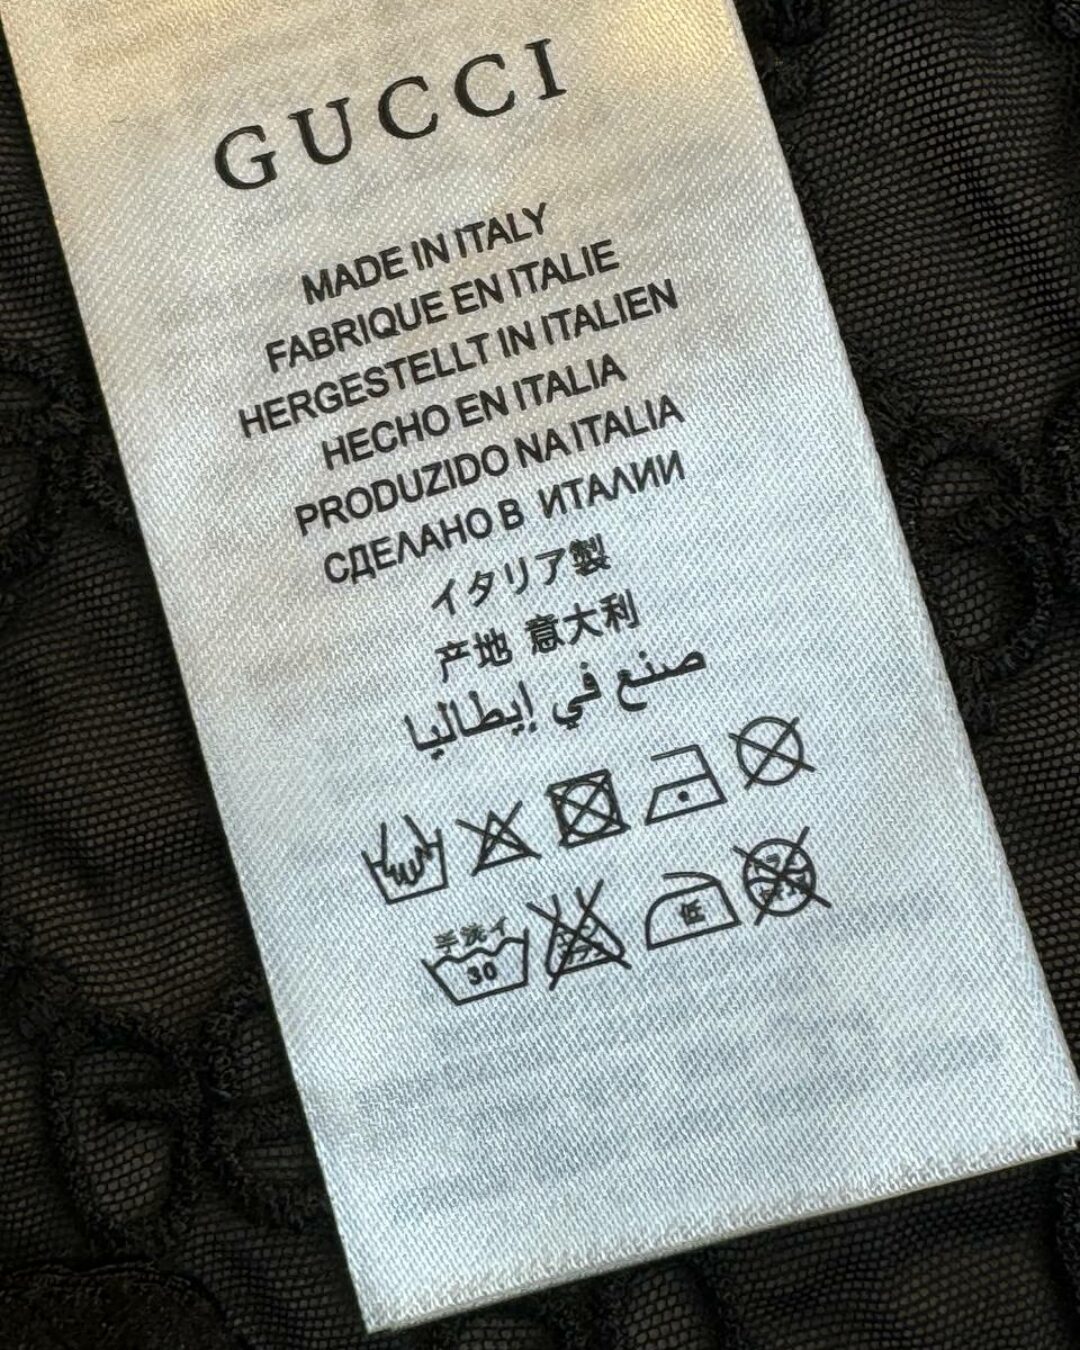 GUCCI
MADE IN ITALY
FABRIQUE EN ITALIE
HERGESTELLT IN ITALIEN
HECHO EN ITALIA
PRODUZIDO NA ITALIA
СДЕЛАНО В ИТАЛИИ
イタリア製
产地 意大利
صنع في إيطاليا
手洗イ
30
低